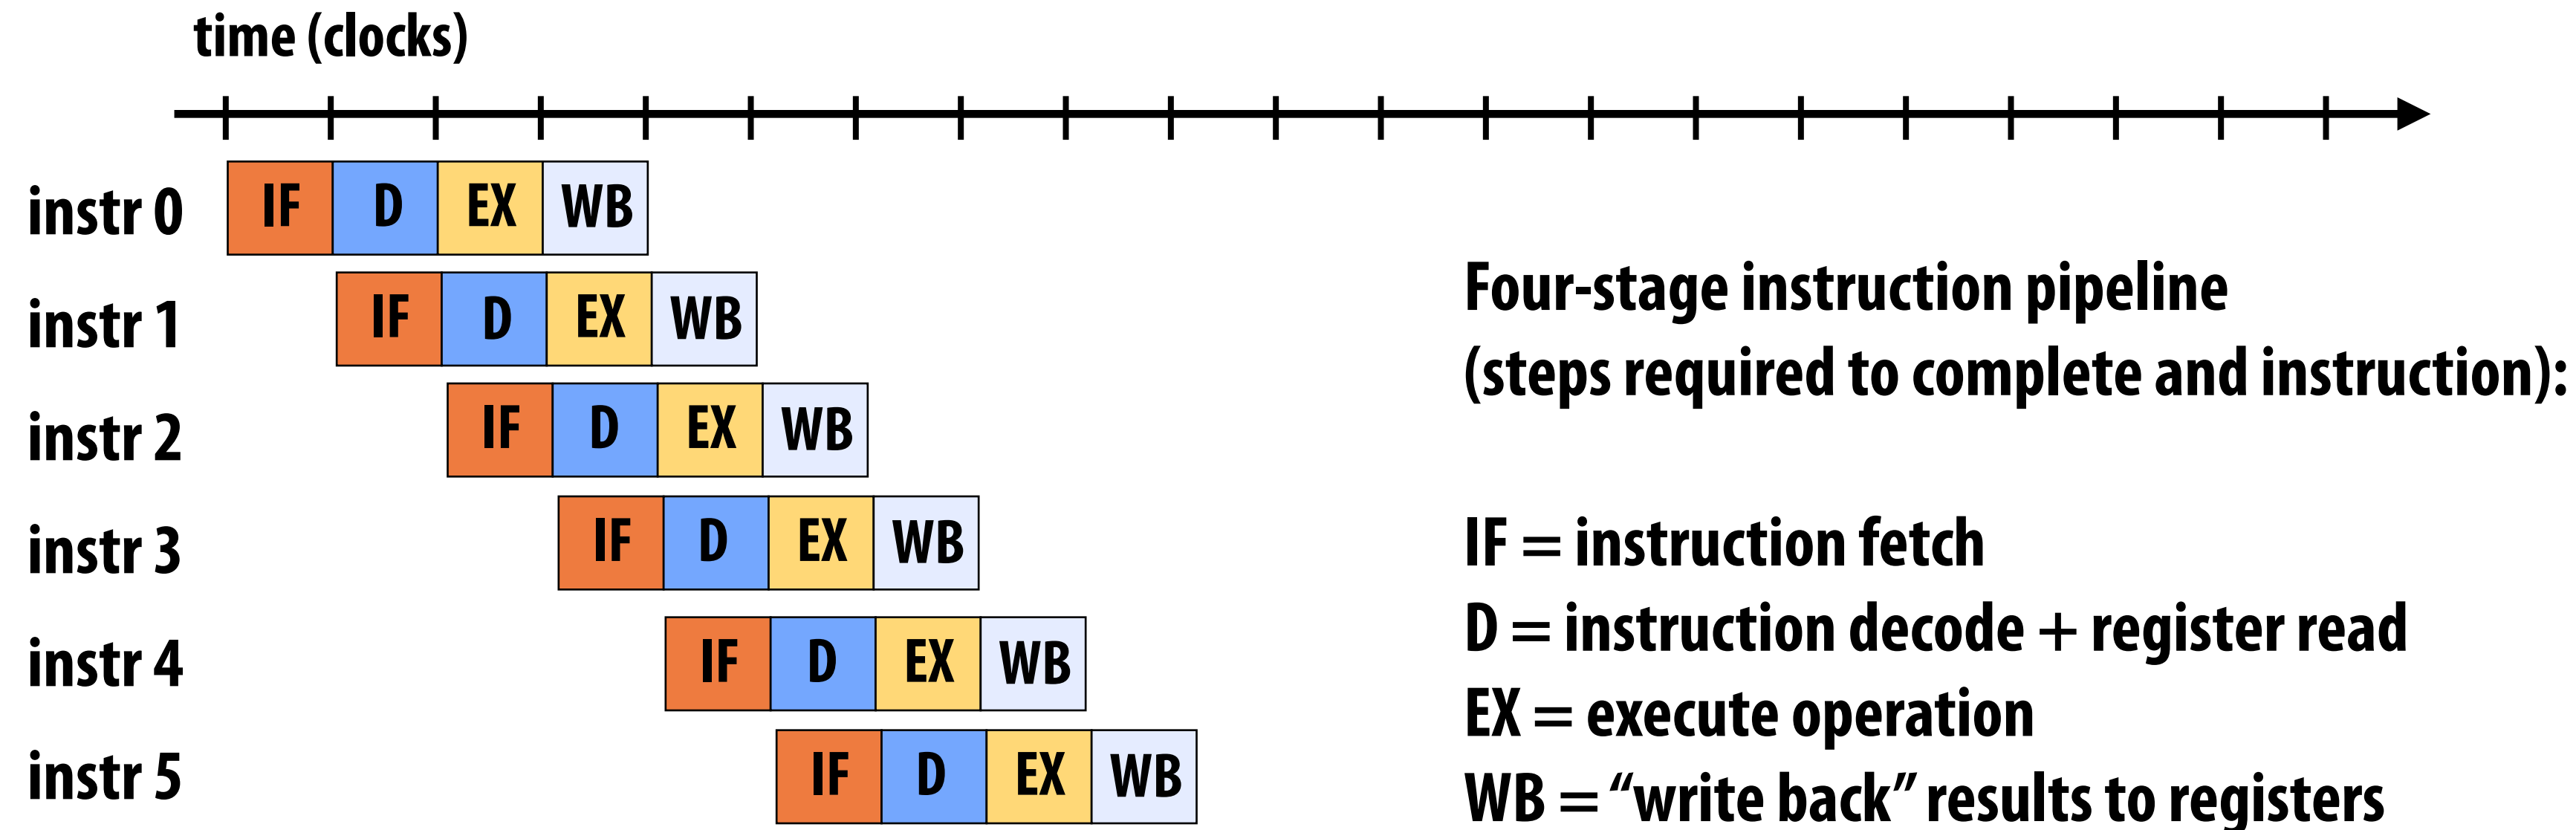 time (clocks)
instr 0 IF D EX WB
instr 1 IF D EX WB
instr 2 IF D EX WB
instr 3 IF D EX WB
instr 4 IF D EX WB
instr 5 IF D EX WB
Four-stage instruction pipeline
(steps required to complete and instruction):
IF = instruction fetch
D = instruction decode + register read
EX = execute operation
WB = “write back” results to registers